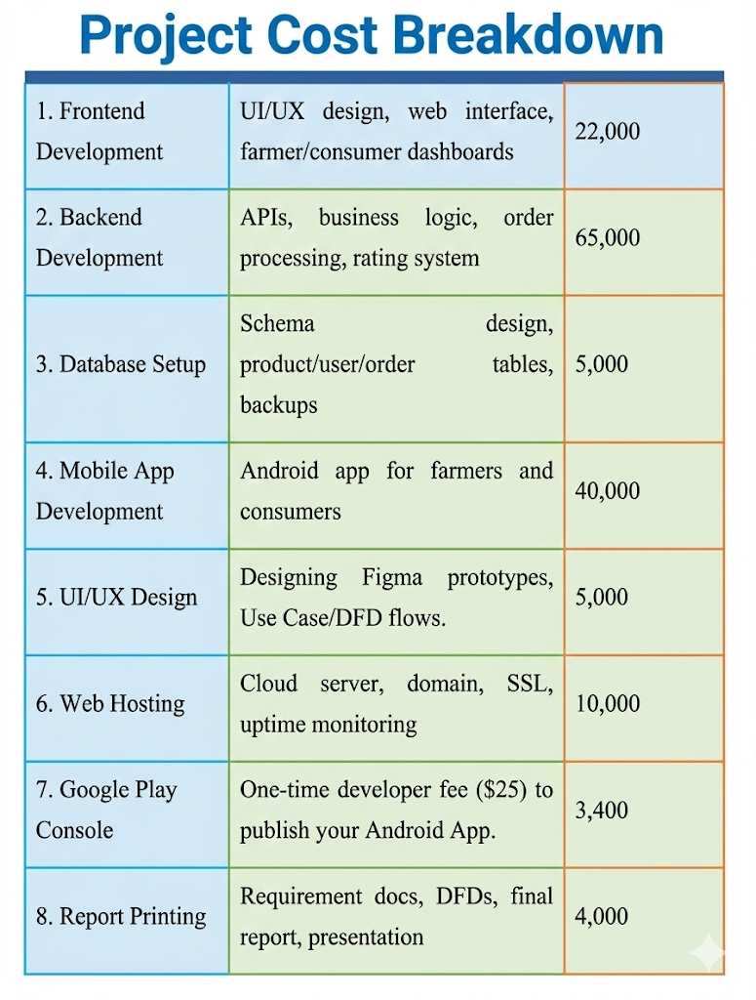 Project Cost Breakdown
1. Frontend
Development
UI/UX design, web interface,
farmer/consumer dashboards
22,000
2. Backend
Development
APIs, business logic, order
processing, rating system
65,000
3. Database Setup
Schema design,
product/user/order tables,
backups
5,000
4. Mobile App
Development
Android app for farmers and
consumers
40,000
5. UI/UX Design
Designing Figma prototypes,
Use Case/DFD flows.
5,000
6. Web Hosting
Cloud server, domain, SSL,
uptime monitoring
10,000
7. Google Play
Console
One-time developer fee ($25) to
publish your Android App.
3,400
8. Report Printing
Requirement docs, DFDs, final
report, presentation
4,000